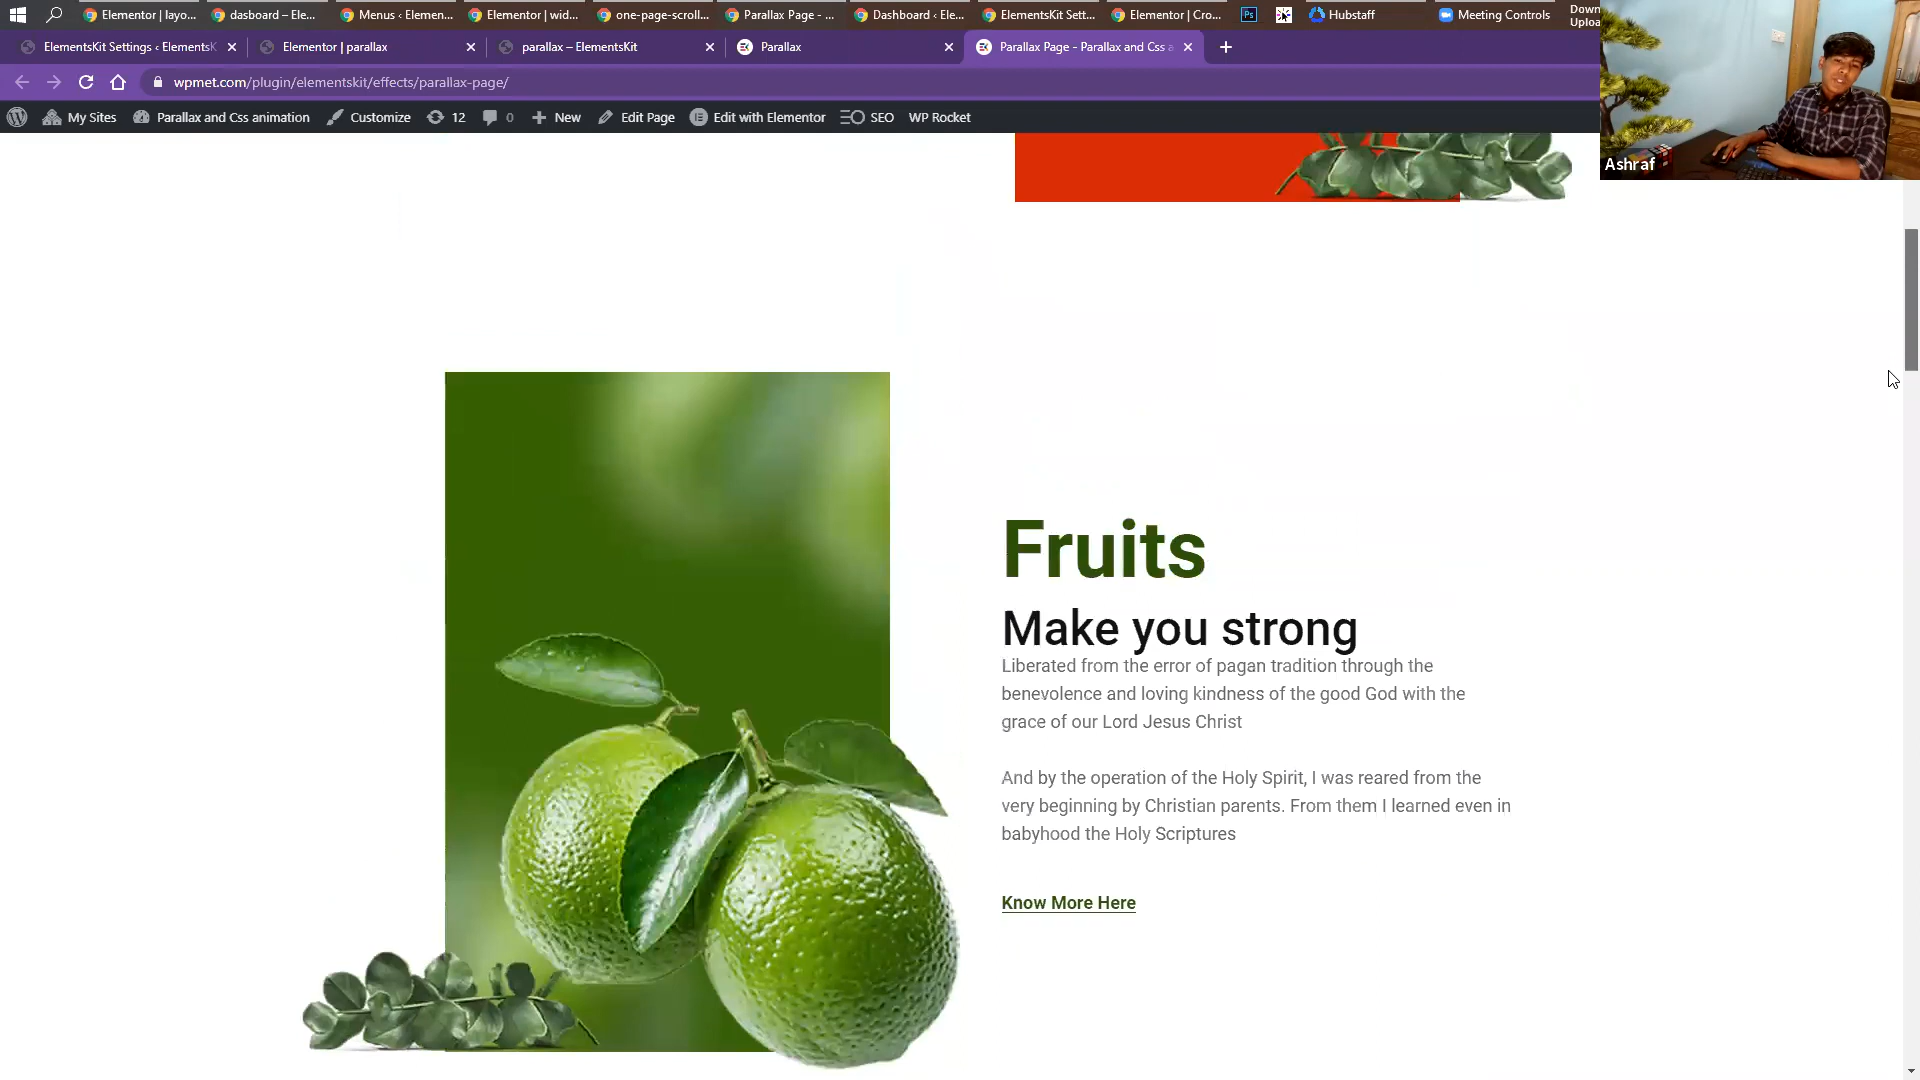 Elementor | layo...
dasboard – Ele...
Menus ‹ Elemen...
Elementor | wid...
one-page-scroll...
Parallax Page - ...
Dashboard ‹ Ele...
ElementsKit Sett...
Elementor | Cro...
Ps
Hubstaff
Meeting Controls
Down
Uploa
ElementsKit Settings ‹ ElementsK
Elementor | parallax
parallax – ElementsKit
Parallax
Parallax Page - Parallax and Css a
wpmet.com/plugin/elementskit/effects/parallax-page/
My Sites
Parallax and Css animation
Customize
12
0
New
Edit Page
Edit with Elementor
SEO
WP Rocket
Ashraf
Fruits
Make you strong
Liberated from the error of pagan tradition through the
benevolence and loving kindness of the good God with the
grace of our Lord Jesus Christ
And by the operation of the Holy Spirit, I was reared from the
very beginning by Christian parents. From them I learned even in
babyhood the Holy Scriptures
Know More Here